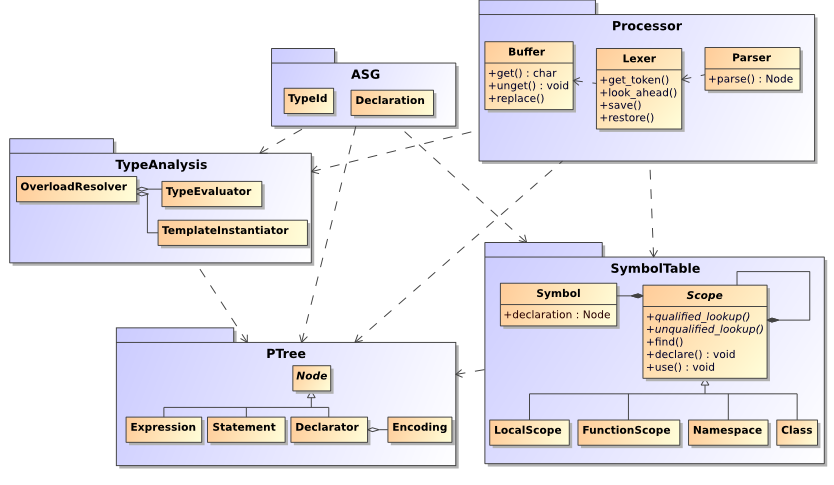 Processor
Buffer
+get() : char
+unget() : void
+replace()
Lexer
+get_token()
+look_ahead()
+save()
+restore()
Parser
+parse() : Node
ASG
TypeId
Declaration
TypeAnalysis
OverloadResolver
TypeEvaluator
TemplateInstantiator
SymbolTable
Symbol
+declaration : Node
Scope
+qualified_lookup()
+unqualified_lookup()
+find()
+declare() : void
+use() : void
LocalScope
FunctionScope
Namespace
Class
PTree
Node
Expression
Statement
Declarator
Encoding